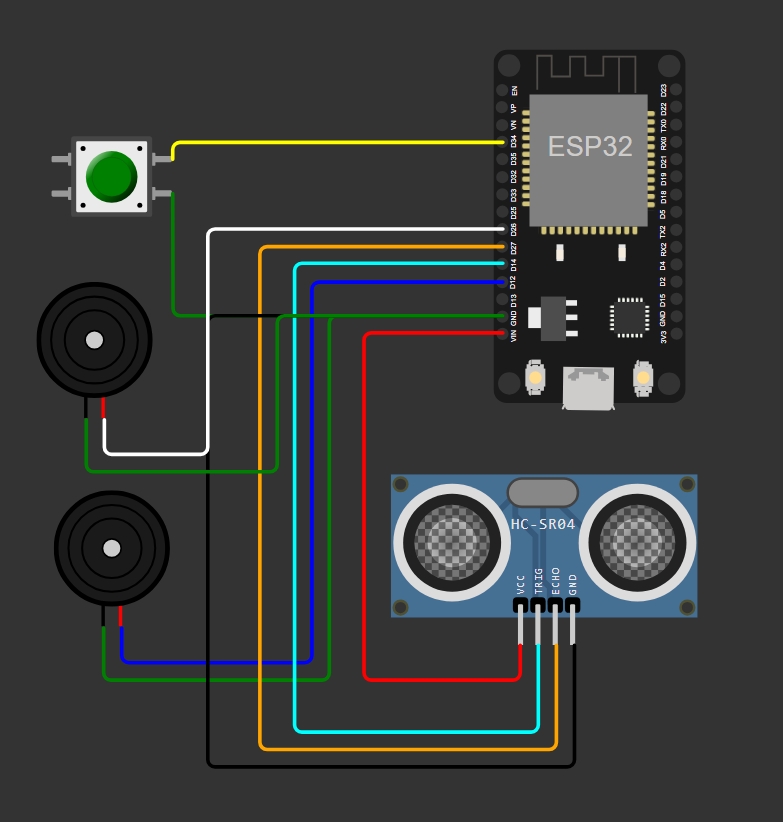 ESP32
EN
VP
VN
D34
D35
D32
D33
D25
D26
D27
D14
D12
D13
GND
VIN
D23
D22
TX0
RX0
D21
D19
D18
D5
TX2
RX2
D4
D2
D15
GND
3V3
HC-SR04
VCC
TRIG
ECHO
GND